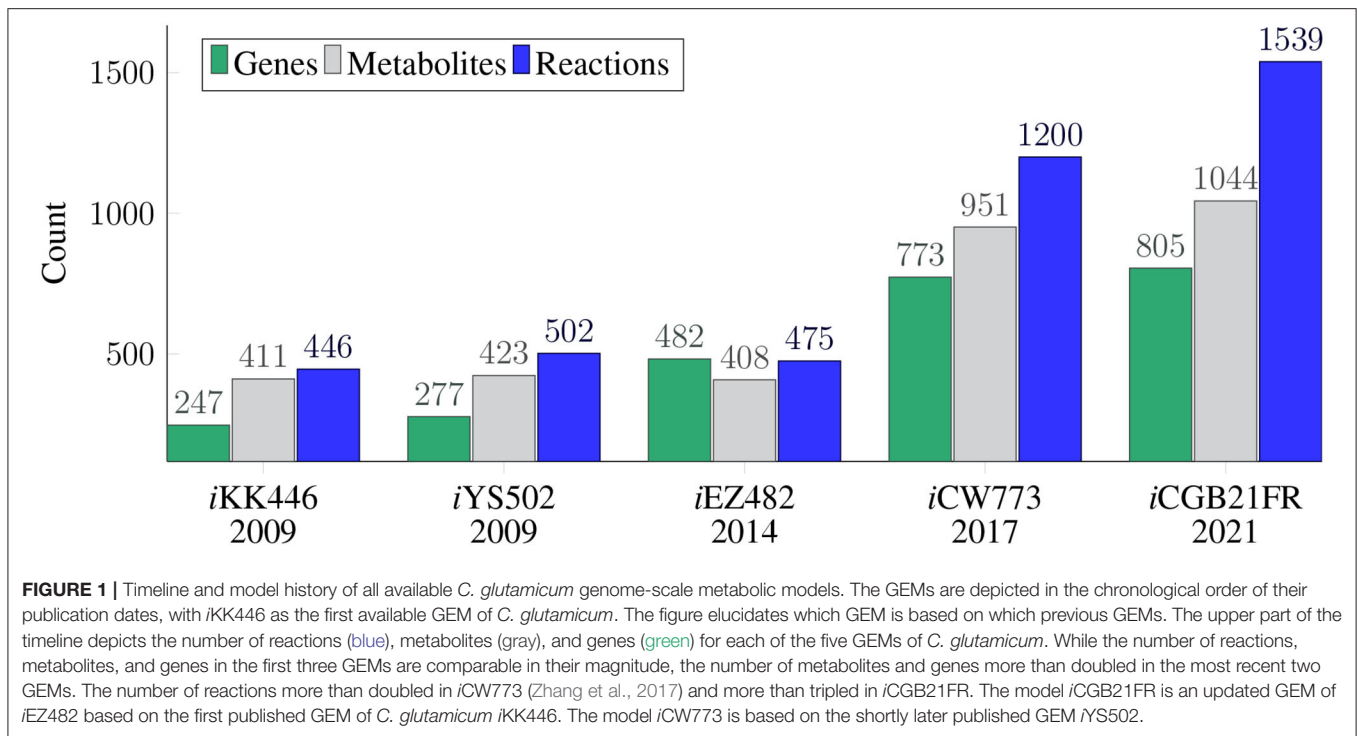 1539
1500
Genes Metabolites Reactions
1200
1044
1000
951
Count
773
805
502
482
500
446
475
411
423
408
247
277
iKK446 iYS502 iEZ482 iCW773 iCGB21FR
2009 2009 2014 2017 2021
FIGURE 1 | Timeline and model history of all available C. glutamicum genome-scale metabolic models. The GEMs are depicted in the chronological order of their
publication dates, with iKK446 as the first available GEM of C. glutamicum. The figure elucidates which GEM is based on which previous GEMs. The upper part of the
timeline depicts the number of reactions (blue), metabolites (gray), and genes (green) for each of the five GEMs of C. glutamicum. While the number of reactions,
metabolites, and genes in the first three GEMs are comparable in their magnitude, the number of metabolites and genes more than doubled in the most recent two
GEMs. The number of reactions more than doubled in iCW773 (Zhang et al., 2017) and more than tripled in iCGB21FR. The model iCGB21FR is an updated GEM of
iEZ482 based on the first published GEM of C. glutamicum iKK446. The model iCW773 is based on the shortly later published GEM iYS502.